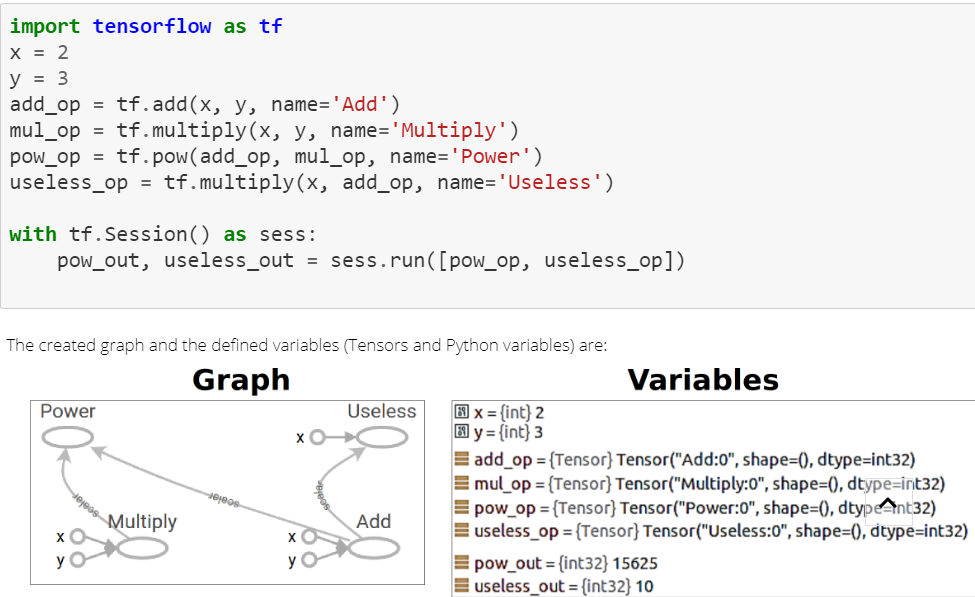 import tensorflow as tf
x = 2
y = 3
add_op = tf.add(x, y, name='Add')
mul_op = tf.multiply(x, y, name='Multiply')
pow_op = tf.pow(add_op, mul_op, name='Power')
useless_op = tf.multiply(x, add_op, name='Useless')
with tf.Session() as sess:
    pow_out, useless_out = sess.run([pow_op, useless_op])
The created graph and the defined variables (Tensors and Python variables) are:
Graph
Power
Useless
x
scalar
scalar
scalar
Multiply
x
y
Add
x
y
Variables
x = {int} 2
y = {int} 3
add_op = {Tensor} Tensor("Add:0", shape=(), dtype=int32)
mul_op = {Tensor} Tensor("Multiply:0", shape=(), dtype=int32)
pow_op = {Tensor} Tensor("Power:0", shape=(), dtype=int32)
useless_op = {Tensor} Tensor("Useless:0", shape=(), dtype=int32)
pow_out = {int32} 15625
useless_out = {int32} 10